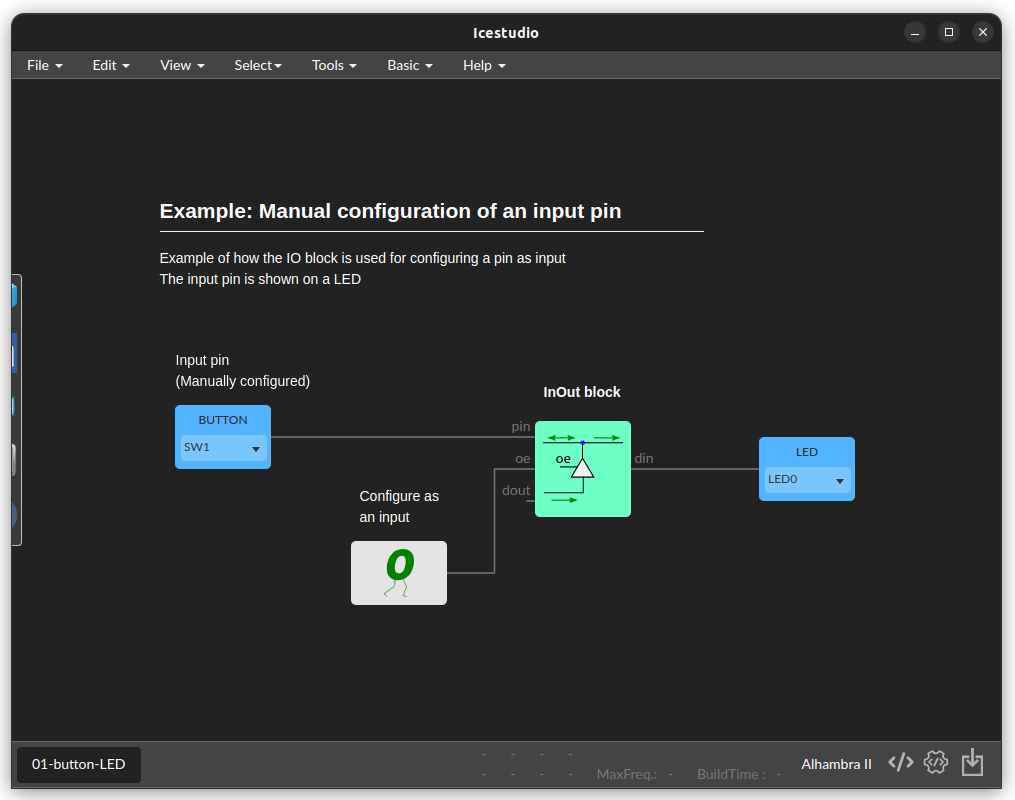 Icestudio
File Edit View Select Tools Basic Help
Example: Manual configuration of an input pin
Example of how the IO block is used for configuring a pin as input
The input pin is shown on a LED
Input pin
(Manually configured)
BUTTON
SW1
InOut block
pin
oe
dout
oe
din
LED
LED0
Configure as
an input
0
01-button-LED
- - - -
- - - - MaxFreq.: - BuildTime : -
Alhambra II